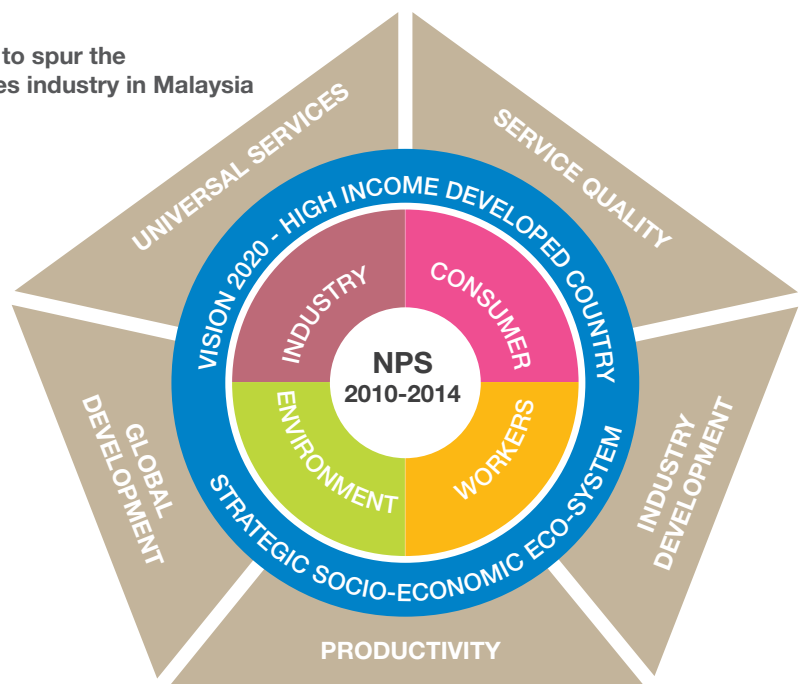 to spur the
es industry in Malaysia
UNIVERSAL SERVICES
SERVICE QUALITY
VISION 2020 - HIGH INCOME DEVELOPED COUNTRY
INDUSTRY
CONSUMER
NPS
2010-2014
ENVIRONMENT
WORKERS
GLOBAL
DEVELOPMENT
INDUSTRY
DEVELOPMENT
STRATEGIC SOCIO-ECONOMIC ECO-SYSTEM
PRODUCTIVITY